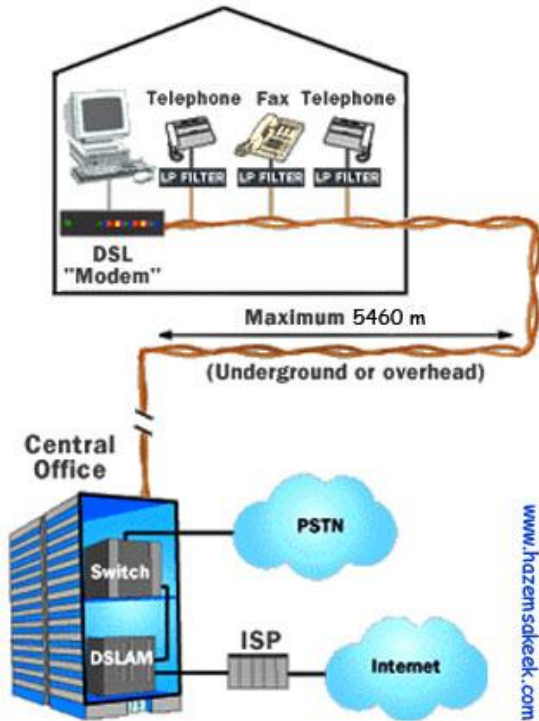 Telephone Fax Telephone
LP FILTER LP FILTER LP FILTER
DSL
"Modem"
Maximum 5460 m
(Underground or overhead)
Central
Office
PSTN
Switch
ISP
DSLAM
Internet
www.hazemsakeek.com